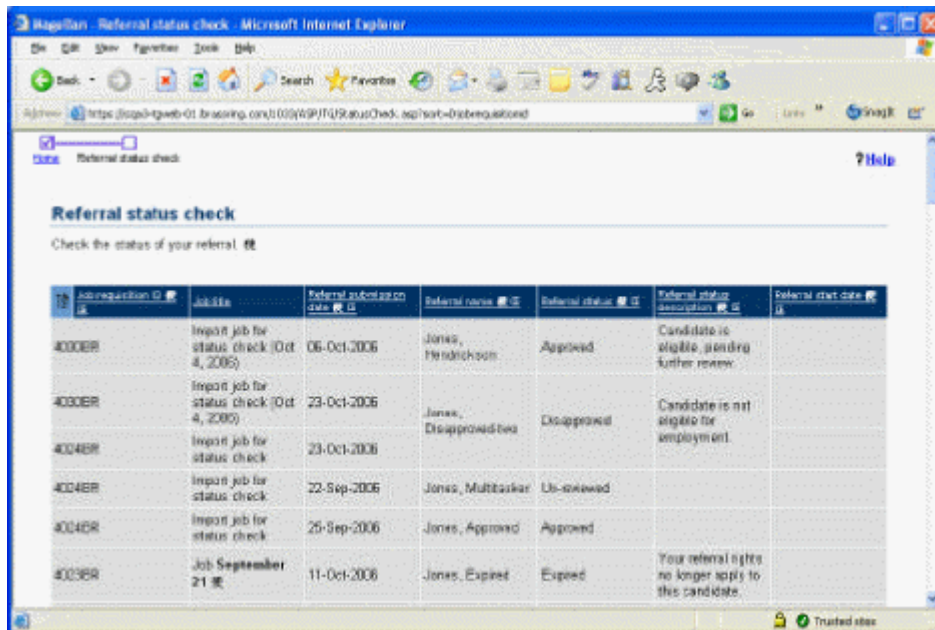 Magellan - Referral status check - Microsoft Internet Explorer
File Edit View Favorites Tools Help
Back Search Favorites
Address Go Links SnagIt
Home Referral status check
?Help
Referral status check
Check the status of your referral.
Job requisition ID Job title Referral submission date Referral name Referral status Referral status description Referral start date
Import job for
status check (Oct
4, 2006)
06-Oct-2006
Jones,
Hendrickson
Approved
Candidate is
eligible, pending
further review.
Import job for
status check (Oct
4, 2006)
23-Oct-2006
Jones,
Disapproved-two
Disapproved
Candidate is not
eligible for
employment.
4024BR
Import job for
status check
23-Oct-2006
4024BR
Import job for
status check
22-Sep-2006
Jones, Multitasker
Un-reviewed
4024BR
Import job for
status check
25-Sep-2006
Jones, Approved
Approved
4023BR
Job September
21
11-Oct-2006
Jones, Expired
Expired
Your referral rights
no longer apply to
this candidate.
Trusted sites